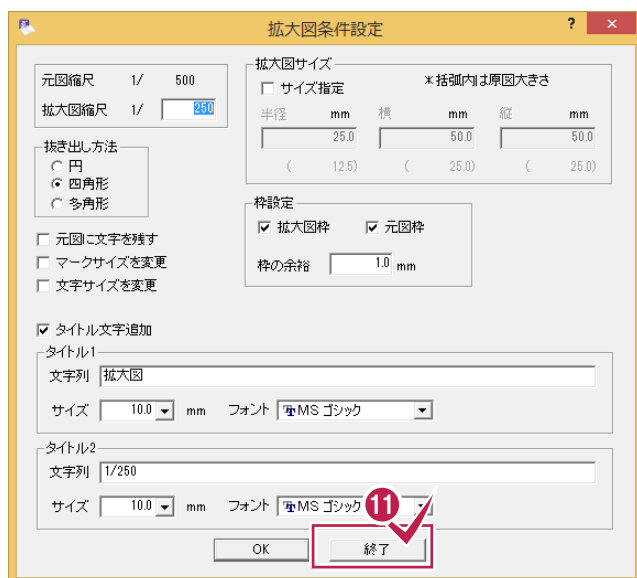 拡大図条件設定
? ×
元図縮尺 1/ 500
拡大図縮尺 1/ 250
拡大図サイズ
サイズ指定 *括弧内は原図大きさ
半径 mm 横 mm 縦 mm
25.0 50.0 50.0
( 12.5) ( 25.0) ( 25.0)
抜き出し方法
円
四角形
多角形
枠設定
拡大図枠 元図枠
枠の余裕 1.0 mm
元図に文字を残す
マークサイズを変更
文字サイズを変更
タイトル文字追加
タイトル1
文字列 拡大図
サイズ 10.0 mm フォント MS ゴシック
タイトル2
文字列 1/250
サイズ 10.0 mm フォント MS ゴシック
11
OK 終了